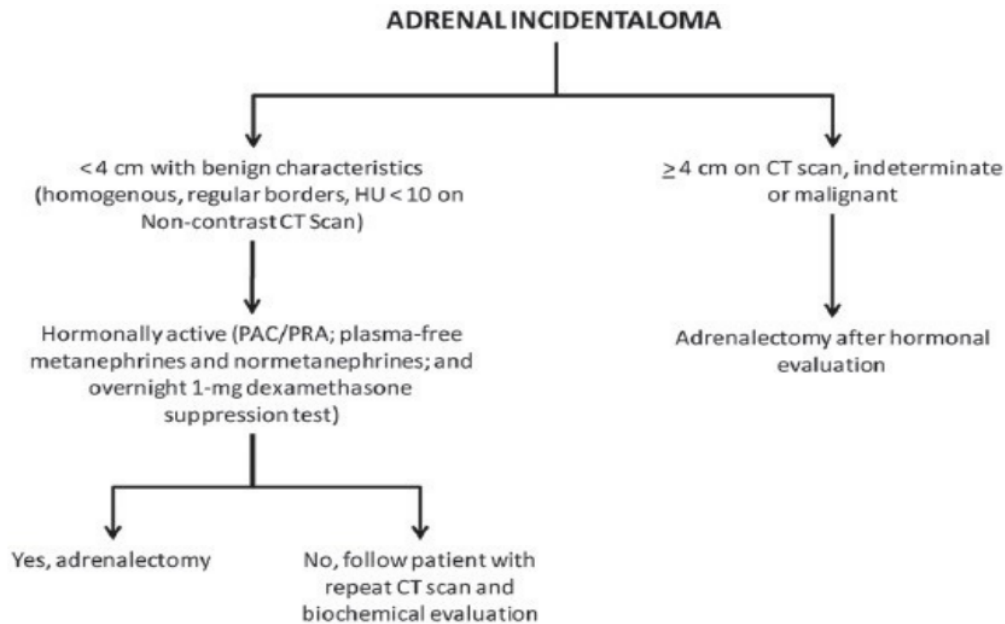 ADRENAL INCIDENTALOMA
<4 cm with benign characteristics
(homogenous, regular borders, HU < 10 on
Non-contrast CT Scan)
≥4 cm on CT scan, indeterminate
or malignant
Hormonally active (PAC/PRA; plasma-free
metanephrines and normetanephrines; and
overnight 1-mg dexamethasone
suppression test)
Adrenalectomy after hormonal
evaluation
Yes, adrenalectomy
No, follow patient with
repeat CT scan and
biochemical evaluation